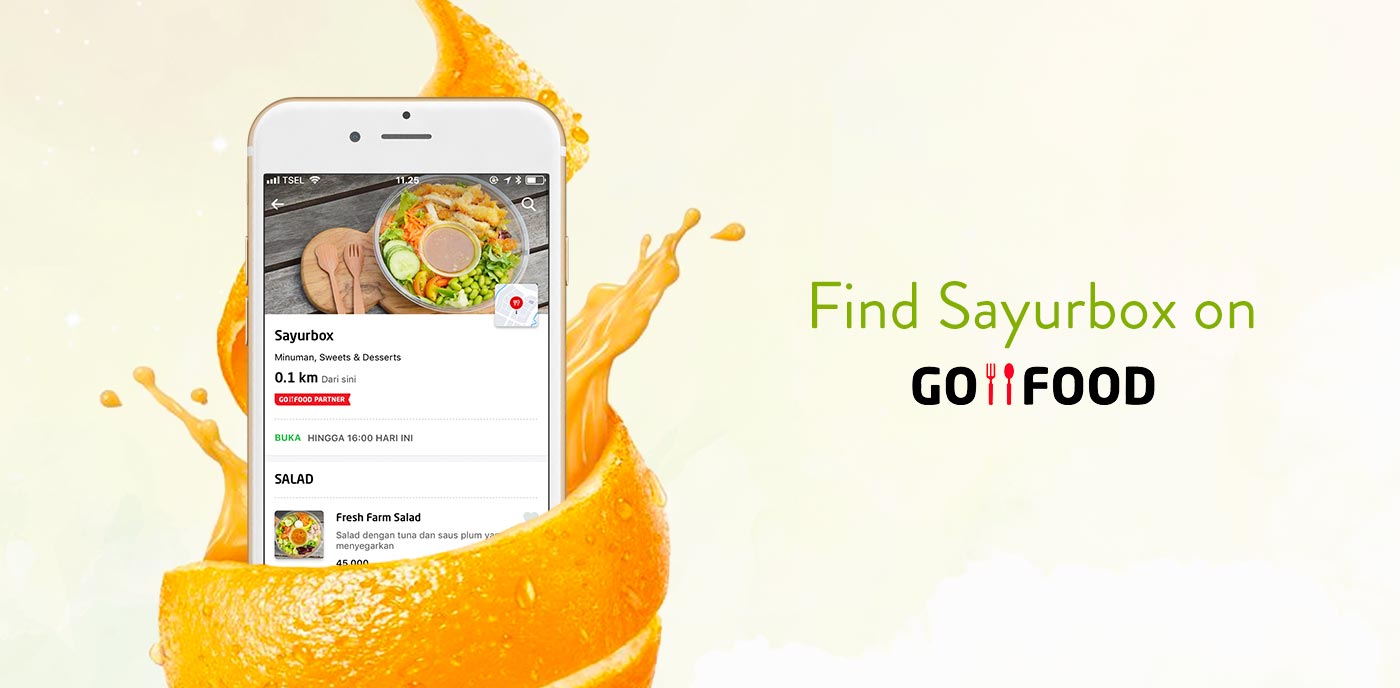 TSEL
11.25
Sayurbox
Minuman, Sweets & Desserts
0.1 km Dari sini
GO FOOD PARTNER
BUKA HINGGA 16:00 HARI INI
SALAD
Fresh Farm Salad
Salad dengan tuna dan saus plum
menyegarkan
45.000
Find Sayurbox on
GO FOOD